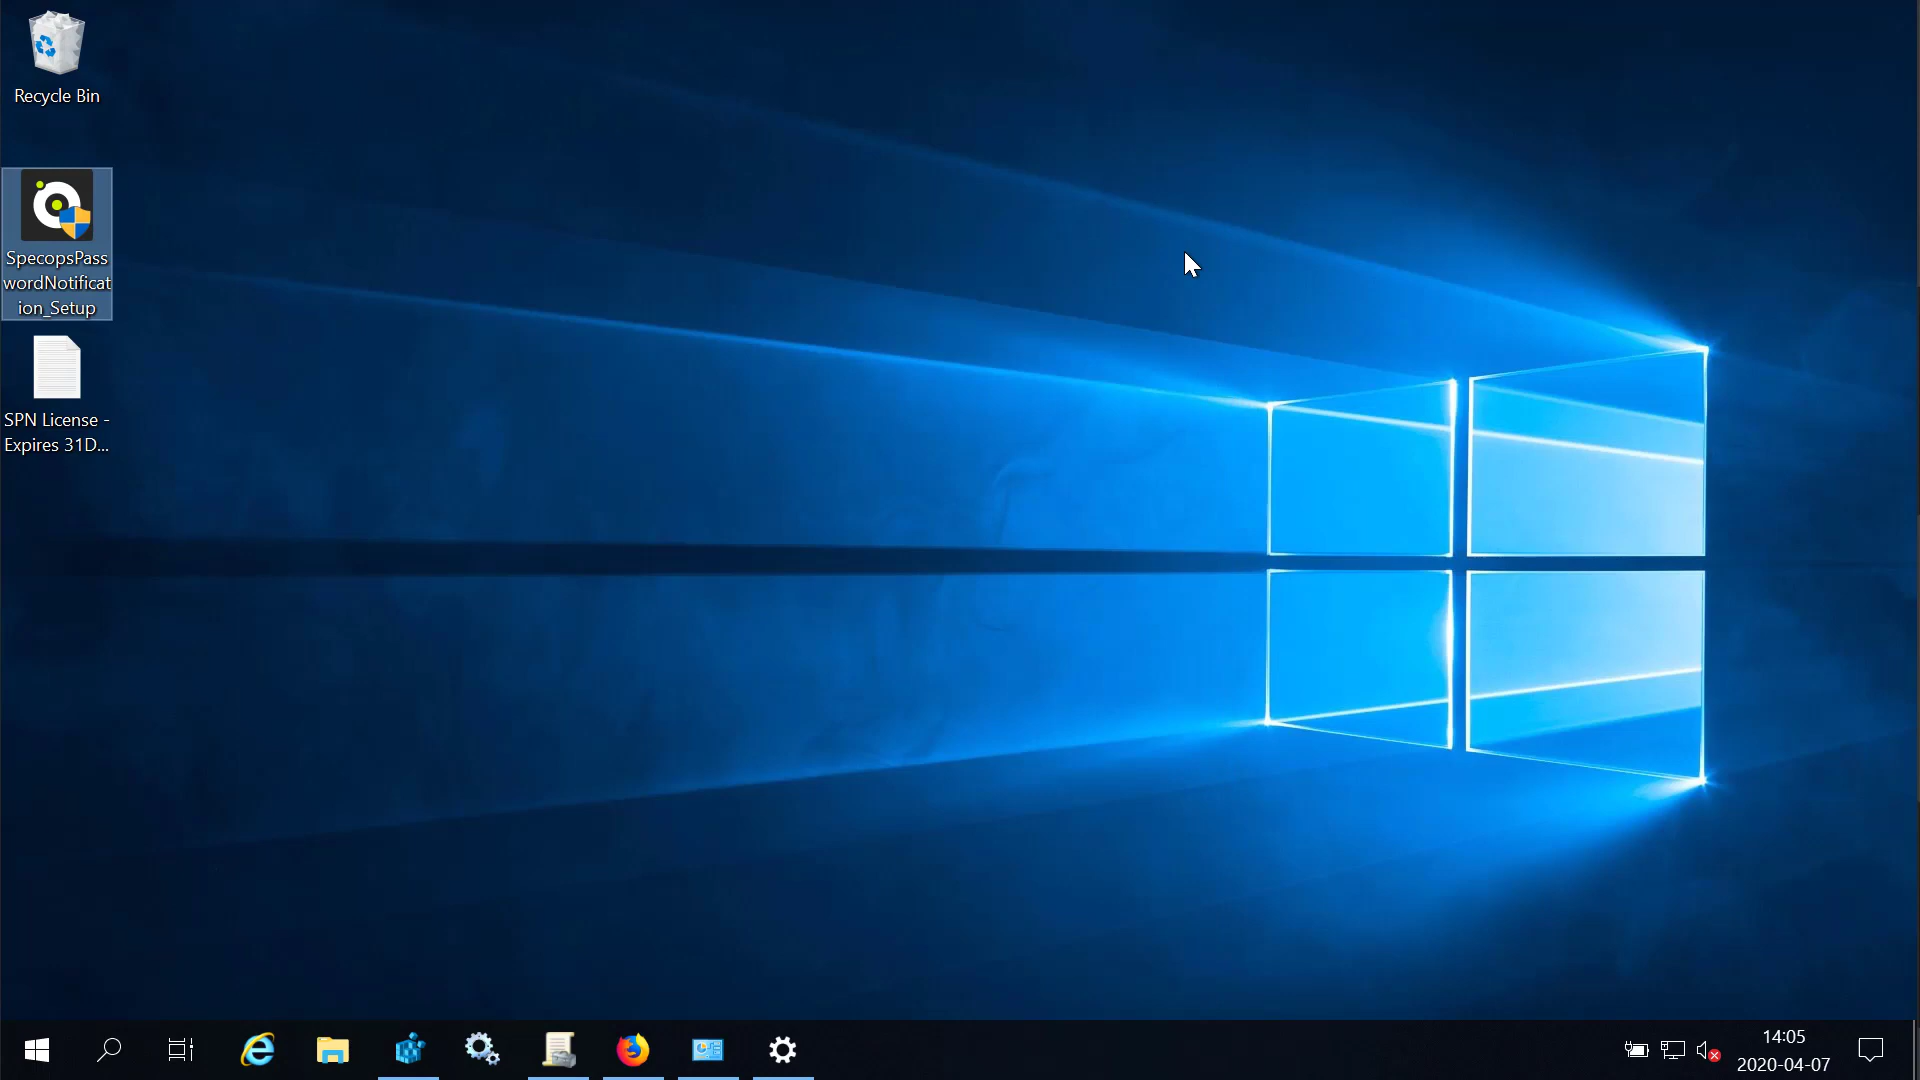 Recycle Bin
SpecopsPass
wordNotificat
ion_Setup
SPN License -
Expires 31D...
14:05
2020-04-07